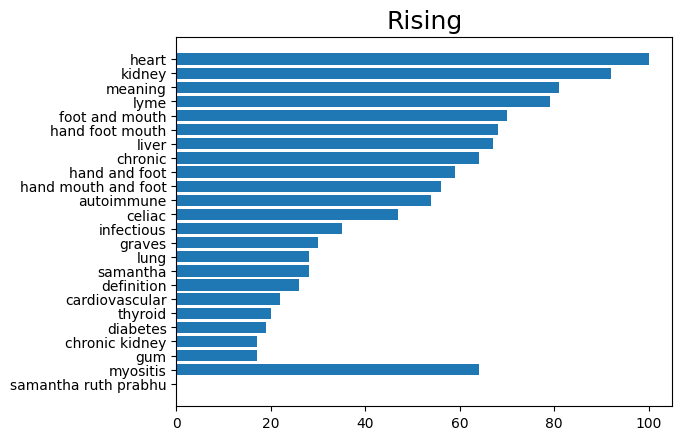 Rising
heart
kidney
meaning
lyme
foot and mouth
hand foot mouth
liver
chronic
hand and foot
hand mouth and foot
autoimmune
celiac
infectious
graves
lung
samantha
definition
cardiovascular
thyroid
diabetes
chronic kidney
gum
myositis
samantha ruth prabhu
0 20 40 60 80 100